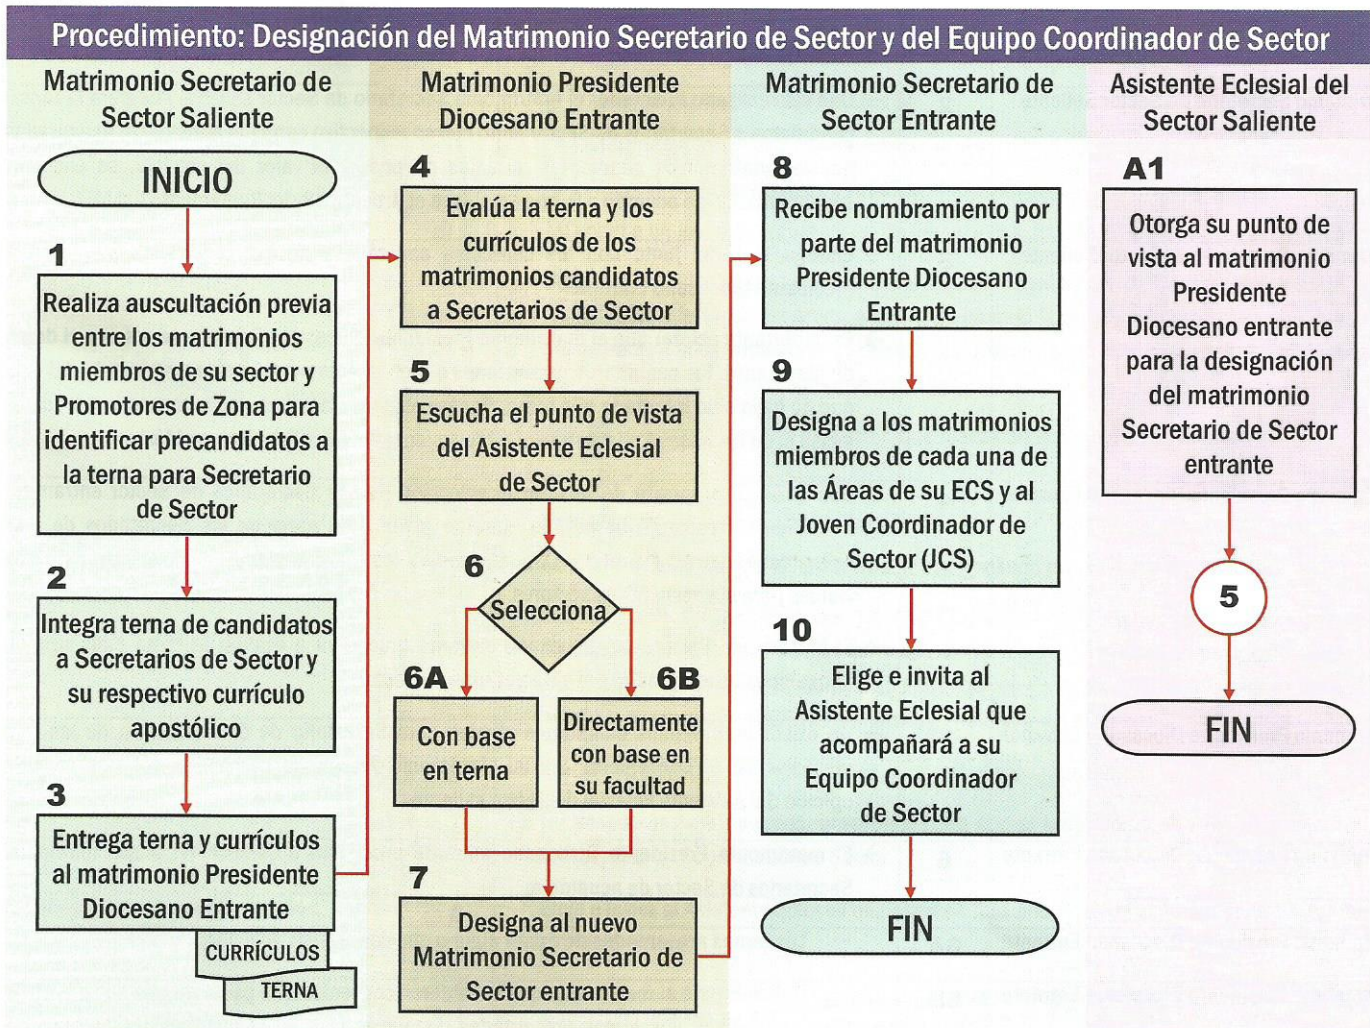 Procedimiento: Designación del Matrimonio Secretario de Sector y del Equipo Coordinador de Sector
Matrimonio Secretario de
Sector Saliente
INICIO
1
Realiza auscultación previa
entre los matrimonios
miembros de su sector y
Promotores de Zona para
identificar precandidatos a
la terna para Secretario
de Sector
2
Integra terna de candidatos
a Secretarios de Sector y
su respectivo currículo
apostólico
3
Entrega terna y currículos
al matrimonio Presidente
Diocesano Entrante
CURRÍCULOS
TERNA
Matrimonio Presidente
Diocesano Entrante
4
Evalúa la terna y los
currículos de los
matrimonios candidatos
a Secretarios de Sector
5
Escucha el punto de vista
del Asistente Eclesial
de Sector
6
Selecciona
6A
Con base
en terna
6B
Directamente
con base en
su facultad
7
Designa al nuevo
Matrimonio Secretario de
Sector entrante
Matrimonio Secretario de
Sector Entrante
8
Recibe nombramiento por
parte del matrimonio
Presidente Diocesano
Entrante
9
Designa a los matrimonios
miembros de cada una de
las Áreas de su ECS y al
Joven Coordinador de
Sector (JCS)
10
Elige e invita al
Asistente Eclesial que
acompañará a su
Equipo Coordinador
de Sector
FIN
Asistente Eclesial del
Sector Saliente
A1
Otorga su punto de
vista al matrimonio
Presidente
Diocesano entrante
para la designación
del matrimonio
Secretario de Sector
entrante
5
FIN